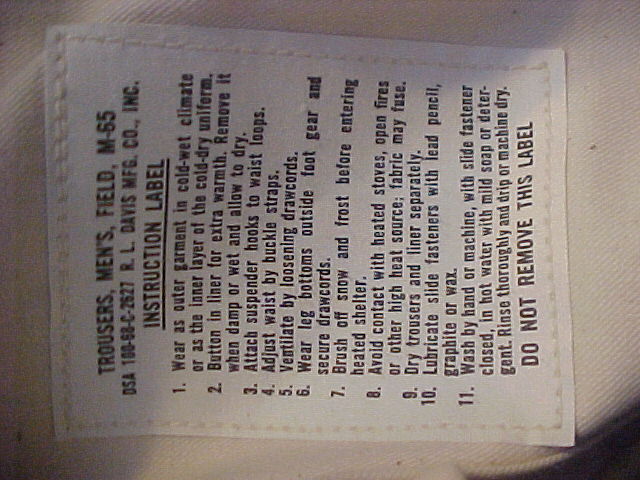 TROUSERS, MEN'S, FIELD, M-65
DSA 100-68-C-2627 R. L. DAVIS MFG. CO., INC.
INSTRUCTION LABEL
1. Wear as outer garment in cold-wet climate
or as the inner layer of the cold-dry uniform.
2. Button in liner for extra warmth. Remove it
when damp or wet and allow to dry.
3. Attach suspender hooks to waist loops.
4. Adjust waist by buckle straps.
5. Ventilate by loosening drawcords.
6. Wear leg bottoms outside foot gear and
secure drawcords.
7. Brush off snow and frost before entering
heated shelter.
8. Avoid contact with heated stoves, open fires
or other high heat source; fabric may fuse.
9. Dry trousers and liner separately.
10. Lubricate slide fasteners with lead pencil,
graphite or wax.
11. Wash by hand or machine, with slide fastener
closed, in hot water with mild soap or deter-
gent. Rinse thoroughly and drip or machine dry.
DO NOT REMOVE THIS LABEL